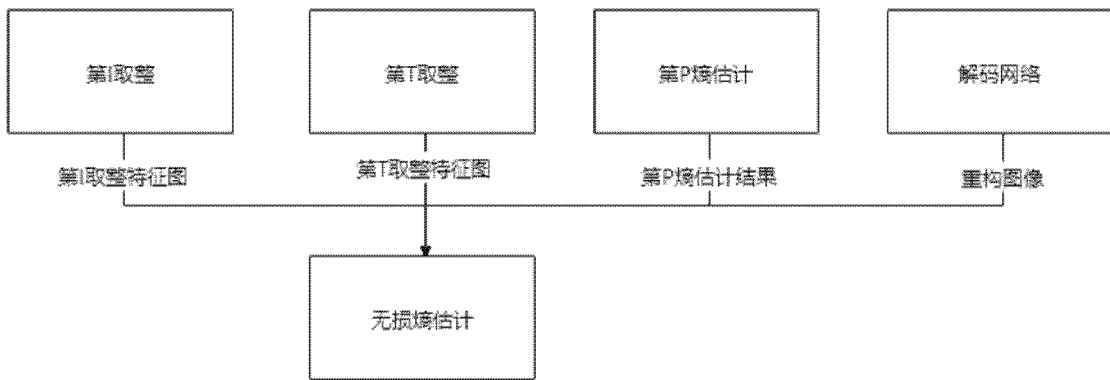 第I取整
第T取整
第P熵估计
解码网络
第I取整特征图
第T取整特征图
第P熵估计结果
重构图像
无损熵估计